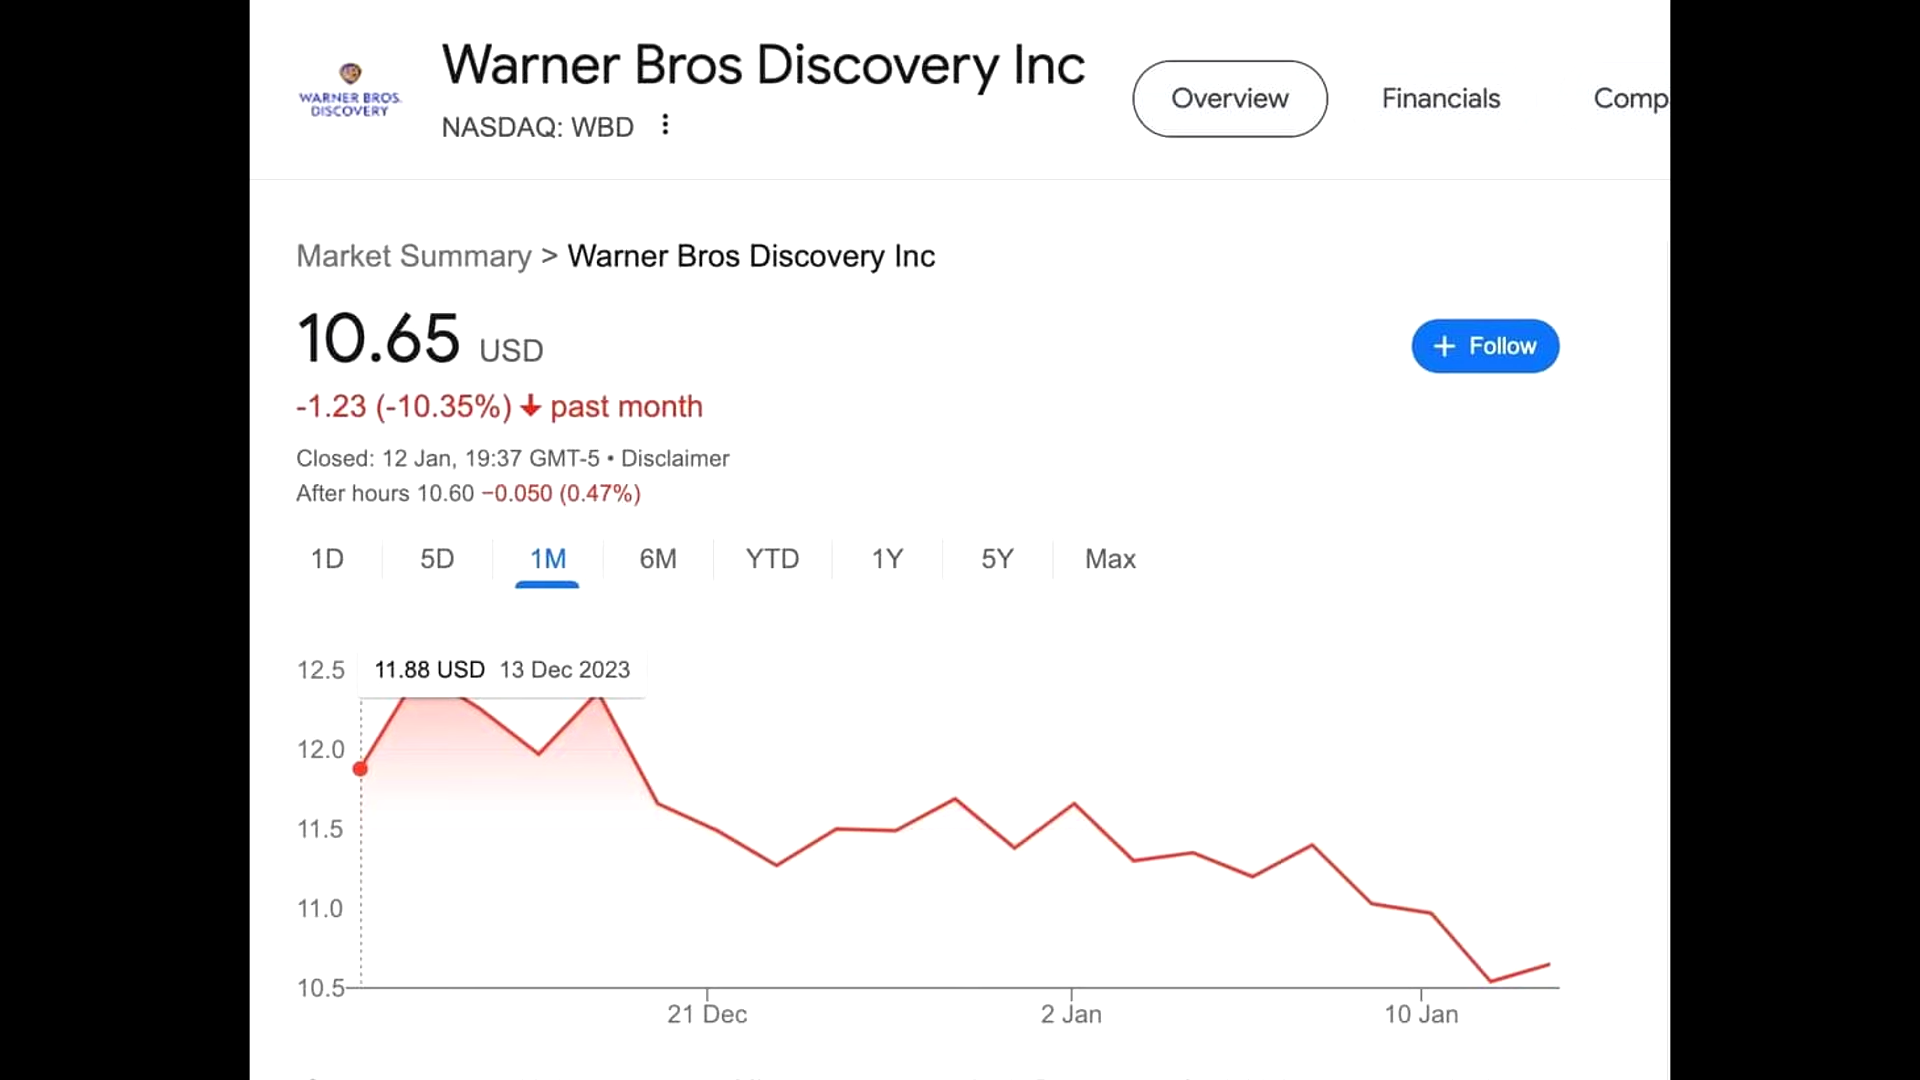 WARNER BROS.
DISCOVERY
Warner Bros Discovery Inc
NASDAQ: WBD
Overview
Financials
Comp
Market Summary > Warner Bros Discovery Inc
10.65 USD
+ Follow
-1.23 (-10.35%) ↓ past month
Closed: 12 Jan, 19:37 GMT-5 • Disclaimer
After hours 10.60 −0.050 (0.47%)
1D 5D 1M 6M YTD 1Y 5Y Max
12.5
11.88 USD 13 Dec 2023
12.0
11.5
11.0
10.5
21 Dec 2 Jan 10 Jan